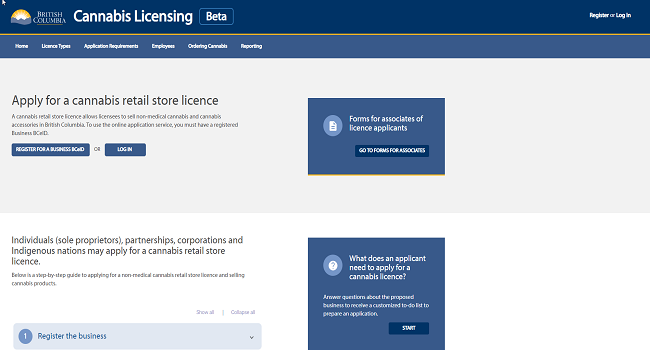 BRITISH
COLUMBIA
Cannabis Licensing
Beta
Register or Log In
Home
Licence Types
Application Requirements
Employees
Ordering Cannabis
Reporting
Apply for a cannabis retail store licence
A cannabis retail store licence allows licensees to sell non-medical cannabis and cannabis
accessories in British Columbia. To use the online application service, you must have a registered
Business BCeID.
REGISTER FOR A BUSINESS BCeID
OR
LOG IN
Forms for associates of
licence applicants
GO TO FORMS FOR ASSOCIATES
Individuals (sole proprietors), partnerships, corporations and
Indigenous nations may apply for a cannabis retail store
licence.
Below is a step-by-step guide to applying for a non-medical cannabis retail store licence and selling
cannabis products.
Show all | Collapse all
1 Register the business
?
What does an applicant
need to apply for a
cannabis licence?
Answer questions about the proposed
business to receive a customized to-do list to
prepare an application.
START